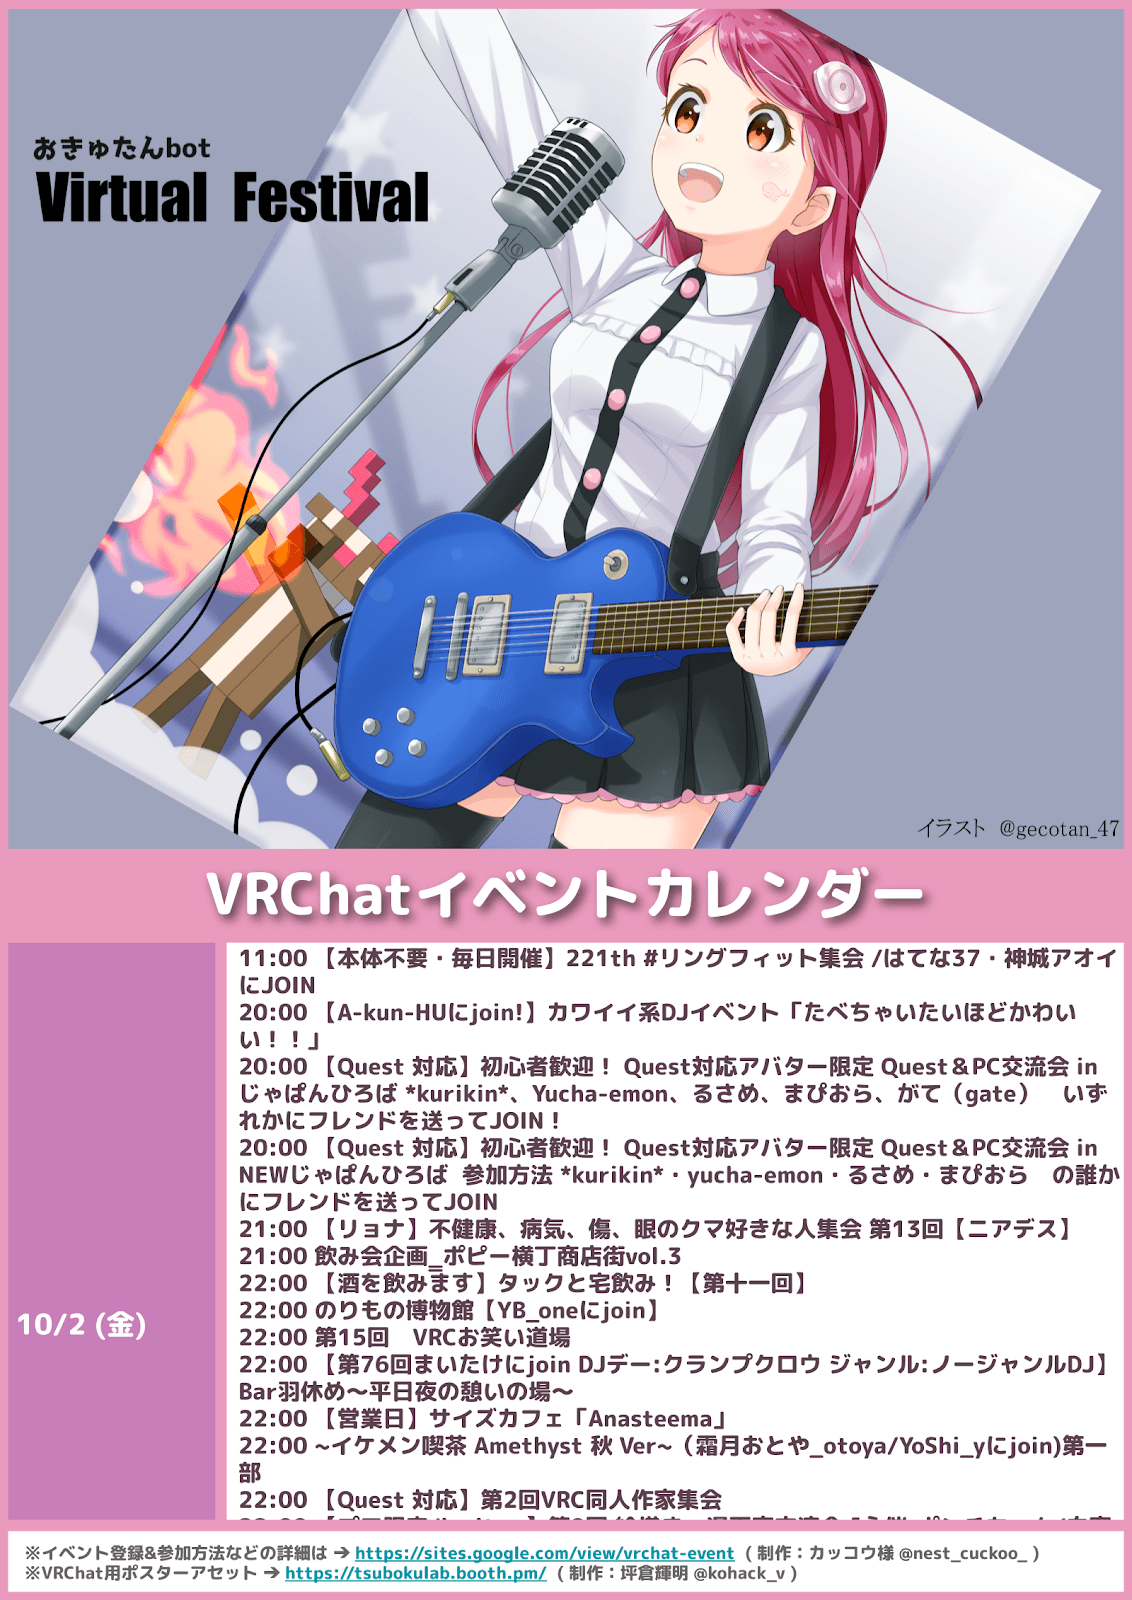 おきゅたんbot
Virtual Festival
イラスト @gecotan_47
VRChatイベントカレンダー
10/2 (金)
11:00 【本体不要・毎日開催】221th #リングフィット集会 /はてな37・神城アオイ
にJOIN
20:00 【A-kun-HUにjoin!】カワイイ系DJイベント「たべちゃいたいほどかわい
い！！」
20:00 【Quest 対応】初心者歓迎！ Quest対応アバター限定 Quest＆PC交流会 in
じゃぱんひろば *kurikin*、Yucha-emon、るさめ、まぴおら、がて（gate）　いず
れかにフレンドを送ってJOIN！
20:00 【Quest 対応】初心者歓迎！ Quest対応アバター限定 Quest＆PC交流会 in
NEWじゃぱんひろば 参加方法 *kurikin*・yucha-emon・るさめ・まぴおら　の誰か
にフレンドを送ってJOIN
21:00 【リョナ】不健康、病気、傷、眼のクマ好きな人集会 第13回【ニアデス】
21:00 飲み会企画‗ポピー横丁商店街vol.3
22:00 【酒を飲みます】タックと宅飲み！【第十一回】
22:00 のりもの博物館【YB_oneにjoin】
22:00 第15回　VRCお笑い道場
22:00 【第76回まいたけにjoin DJデー:クランプクロウ ジャンル:ノージャンルDJ】
Bar羽休め～平日夜の憩いの場～
22:00 【営業日】サイズカフェ「Anasteema」
22:00 ~イケメン喫茶 Amethyst 秋 Ver~（霜月おとや_otoya/YoShi_yにjoin)第一
部
22:00 【Quest 対応】第2回VRC同人作家集会
※イベント登録&参加方法などの詳細は ➔ https://sites.google.com/view/vrchat-event ( 制作：カッコウ様 @nest_cuckoo_ )
※VRChat用ポスターアセット ➔ https://tsubokulab.booth.pm/ ( 制作：坪倉輝明 @kohack_v )